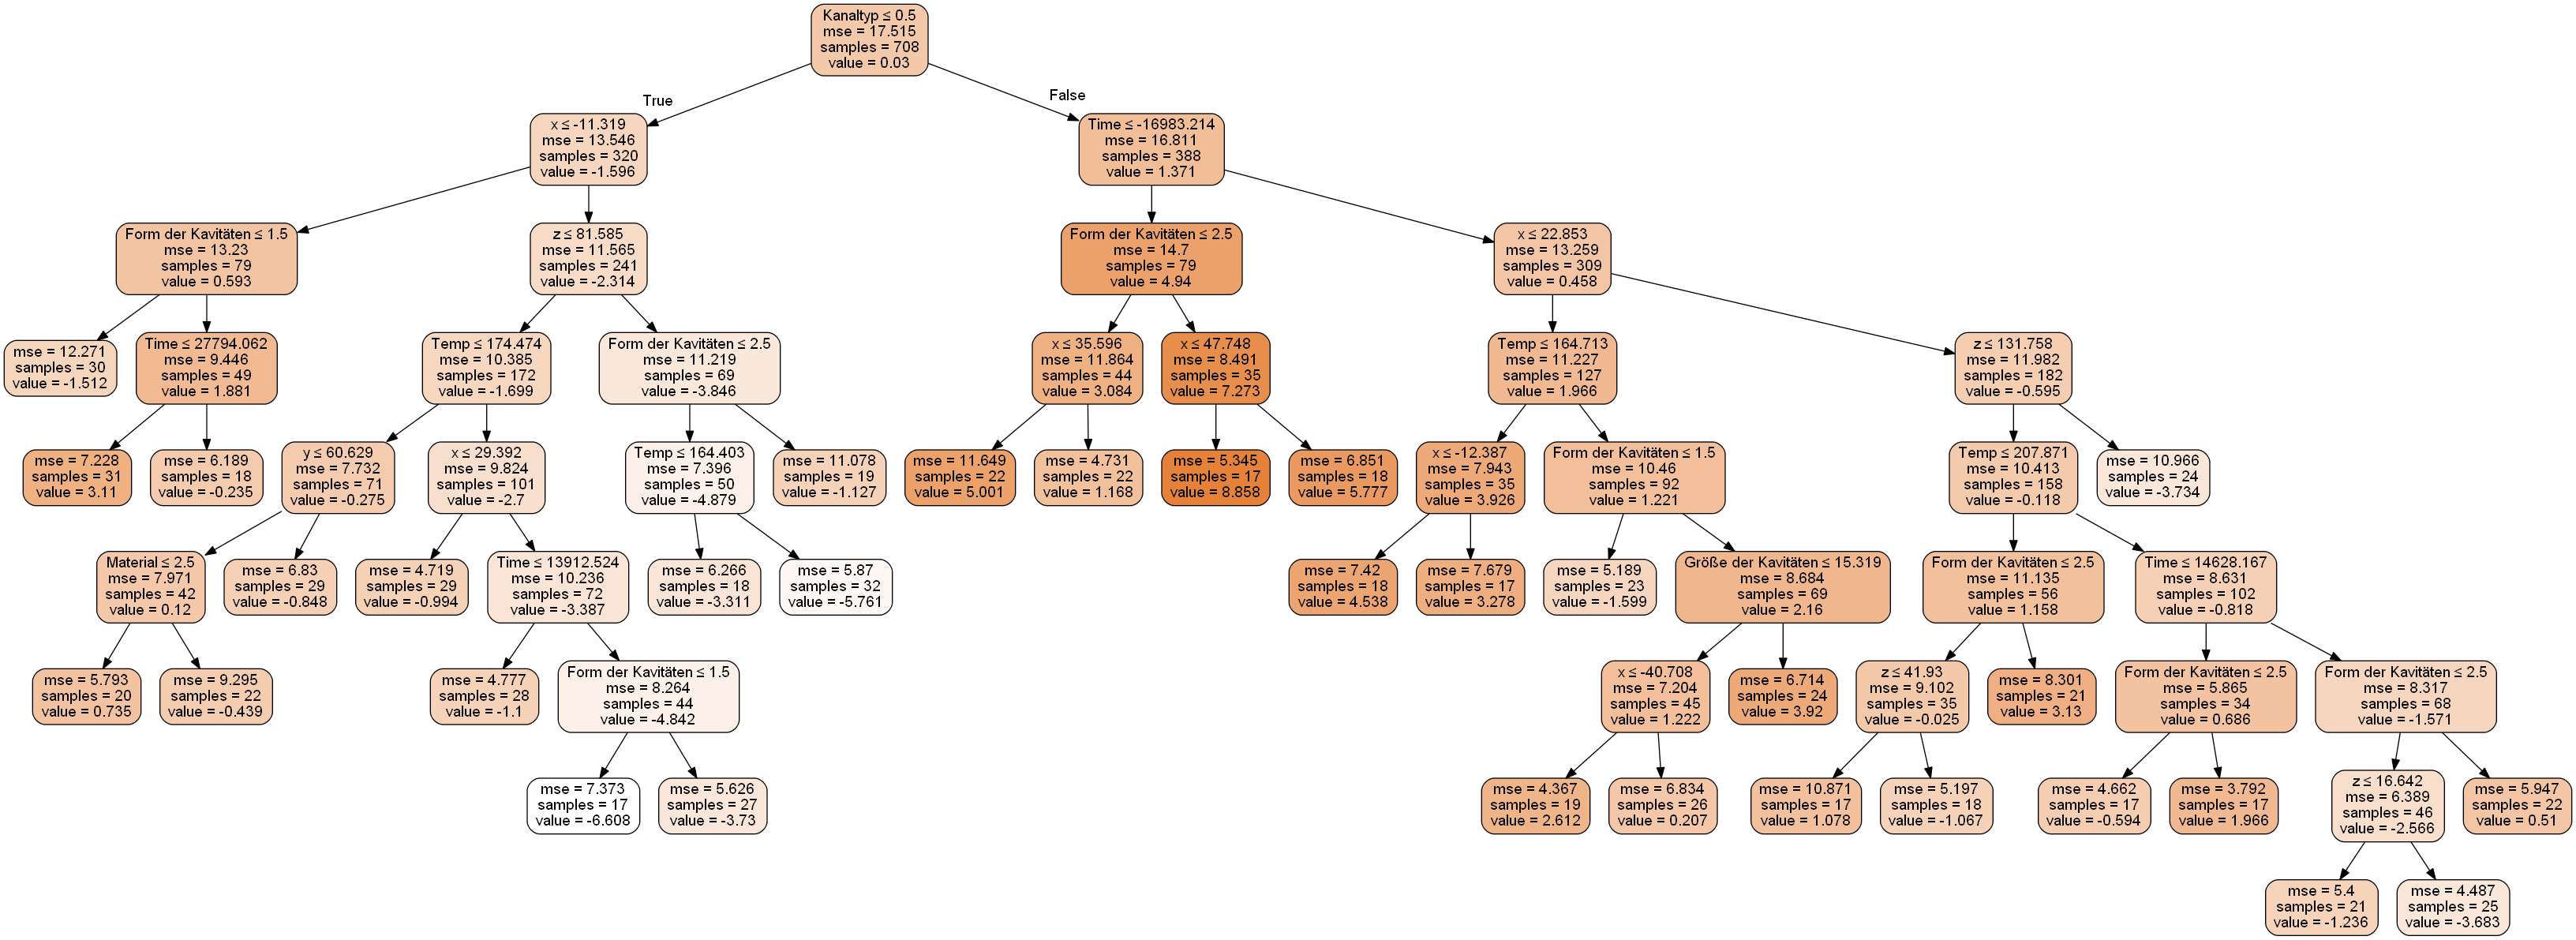 Kanaltyp ≤ 0.5
mse = 17.515
samples = 708
value = 0.03
True
False
x ≤ -11.319
mse = 13.546
samples = 320
value = -1.596
Time ≤ -16983.214
mse = 16.811
samples = 388
value = 1.371
Form der Kavitäten ≤ 1.5
mse = 13.23
samples = 79
value = 0.593
z ≤ 81.585
mse = 11.565
samples = 241
value = -2.314
Form der Kavitäten ≤ 2.5
mse = 14.7
samples = 79
value = 4.94
x ≤ 22.853
mse = 13.259
samples = 309
value = 0.458
mse = 12.271
samples = 30
value = -1.512
Time ≤ 27794.062
mse = 9.446
samples = 49
value = 1.881
Temp ≤ 174.474
mse = 10.385
samples = 172
value = -1.699
Form der Kavitäten ≤ 2.5
mse = 11.219
samples = 69
value = -3.846
x ≤ 35.596
mse = 11.864
samples = 44
value = 3.084
x ≤ 47.748
mse = 8.491
samples = 35
value = 7.273
Temp ≤ 164.713
mse = 11.227
samples = 127
value = 1.966
z ≤ 131.758
mse = 11.982
samples = 182
value = -0.595
mse = 7.228
samples = 31
value = 3.11
mse = 6.189
samples = 18
value = -0.235
y ≤ 60.629
mse = 7.732
samples = 71
value = -0.275
x ≤ 29.392
mse = 9.824
samples = 101
value = -2.7
Temp ≤ 164.403
mse = 7.396
samples = 50
value = -4.879
mse = 11.078
samples = 19
value = -1.127
mse = 11.649
samples = 22
value = 5.001
mse = 4.731
samples = 22
value = 1.168
mse = 5.345
samples = 17
value = 8.858
mse = 6.851
samples = 18
value = 5.777
x ≤ -12.387
mse = 7.943
samples = 35
value = 3.926
Form der Kavitäten ≤ 1.5
mse = 10.46
samples = 92
value = 1.221
Temp ≤ 207.871
mse = 10.413
samples = 158
value = -0.118
mse = 10.966
samples = 24
value = -3.734
Material ≤ 2.5
mse = 7.971
samples = 42
value = 0.12
mse = 6.83
samples = 29
value = -0.848
mse = 4.719
samples = 29
value = -0.994
Time ≤ 13912.524
mse = 10.236
samples = 72
value = -3.387
mse = 6.266
samples = 18
value = -3.311
mse = 5.87
samples = 32
value = -5.761
mse = 7.42
samples = 18
value = 4.538
mse = 7.679
samples = 17
value = 3.278
mse = 5.189
samples = 23
value = -1.599
Größe der Kavitäten ≤ 15.319
mse = 8.684
samples = 69
value = 2.16
Form der Kavitäten ≤ 2.5
mse = 11.135
samples = 56
value = 1.158
Time ≤ 14628.167
mse = 8.631
samples = 102
value = -0.818
mse = 5.793
samples = 20
value = 0.735
mse = 9.295
samples = 22
value = -0.439
mse = 4.777
samples = 28
value = -1.1
Form der Kavitäten ≤ 1.5
mse = 8.264
samples = 44
value = -4.842
x ≤ -40.708
mse = 7.204
samples = 45
value = 1.222
mse = 6.714
samples = 24
value = 3.92
z ≤ 41.93
mse = 9.102
samples = 35
value = -0.025
mse = 8.301
samples = 21
value = 3.13
Form der Kavitäten ≤ 2.5
mse = 5.865
samples = 34
value = 0.686
Form der Kavitäten ≤ 2.5
mse = 8.317
samples = 68
value = -1.571
mse = 7.373
samples = 17
value = -6.608
mse = 5.626
samples = 27
value = -3.73
mse = 4.367
samples = 19
value = 2.612
mse = 6.834
samples = 26
value = 0.207
mse = 10.871
samples = 17
value = 1.078
mse = 5.197
samples = 18
value = -1.067
mse = 4.662
samples = 17
value = -0.594
mse = 3.792
samples = 17
value = 1.966
z ≤ 16.642
mse = 6.389
samples = 46
value = -2.566
mse = 5.947
samples = 22
value = 0.51
mse = 5.4
samples = 21
value = -1.236
mse = 4.487
samples = 25
value = -3.683